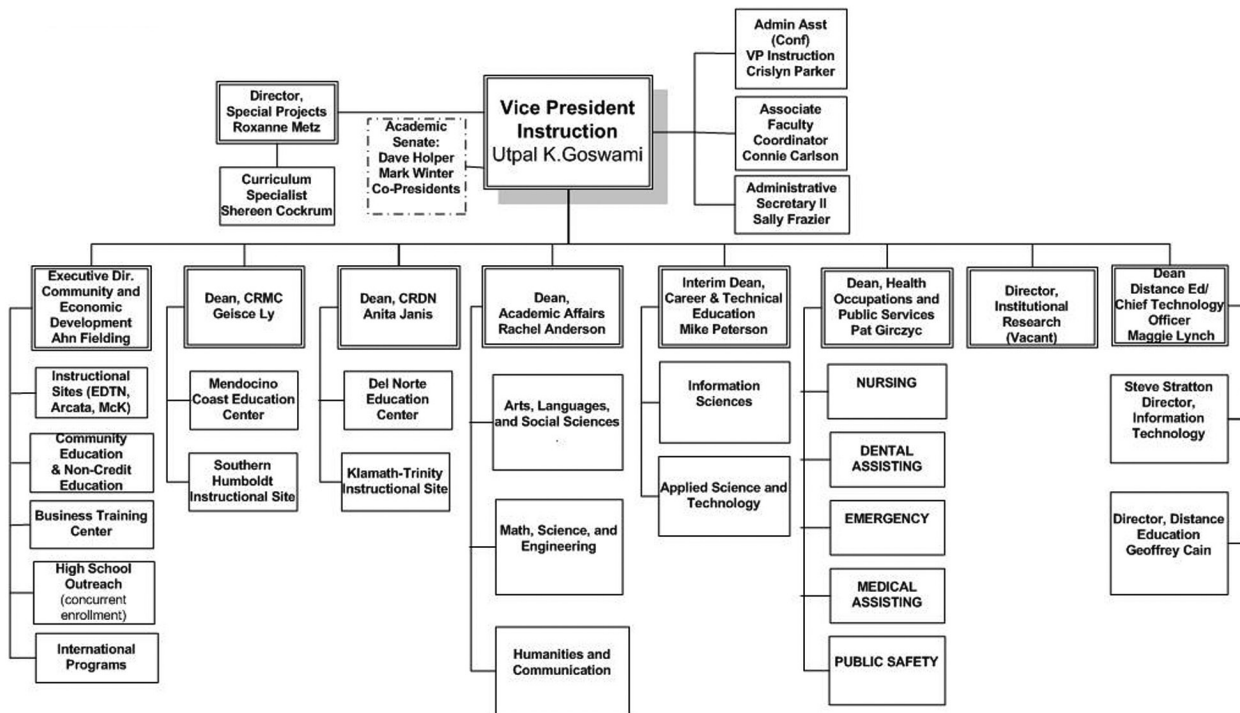 Admin Asst
(Conf)
VP Instruction
Crislyn Parker
Director,
Special Projects
Roxanne Metz
Vice President
Instruction
Utpal K.Goswami
Academic
Senate:
Dave Holper
Mark Winter
Co-Presidents
Associate
Faculty
Coordinator
Connie Carlson
Curriculum
Specialist
Shereen Cockrum
Administrative
Secretary II
Sally Frazier
Executive Dir.
Community and
Economic
Development
Ahn Fielding
Dean, CRMC
Geisce Ly
Dean, CRDN
Anita Janis
Dean,
Academic Affairs
Rachel Anderson
Interim Dean,
Career & Technical
Education
Mike Peterson
Dean, Health
Occupations and
Public Services
Pat Girczyc
Director,
Institutional
Research
(Vacant)
Dean
Distance Ed/
Chief Technology
Officer
Maggie Lynch
Instructional
Sites (EDTN,
Arcata, McK)
Community
Education
& Non-Credit
Education
Business Training
Center
High School
Outreach
(concurrent
enrollment)
International
Programs
Mendocino
Coast Education
Center
Southern
Humboldt
Instructional Site
Del Norte
Education
Center
Klamath-Trinity
Instructional Site
Arts, Languages,
and Social Sciences
.
Math, Science, and
Engineering
Humanities and
Communication
Information
Sciences
Applied Science and
Technology
NURSING
DENTAL
ASSISTING
EMERGENCY
MEDICAL
ASSISTING
PUBLIC SAFETY
Steve Stratton
Director,
Information
Technology
Director, Distance
Education
Geoffrey Cain